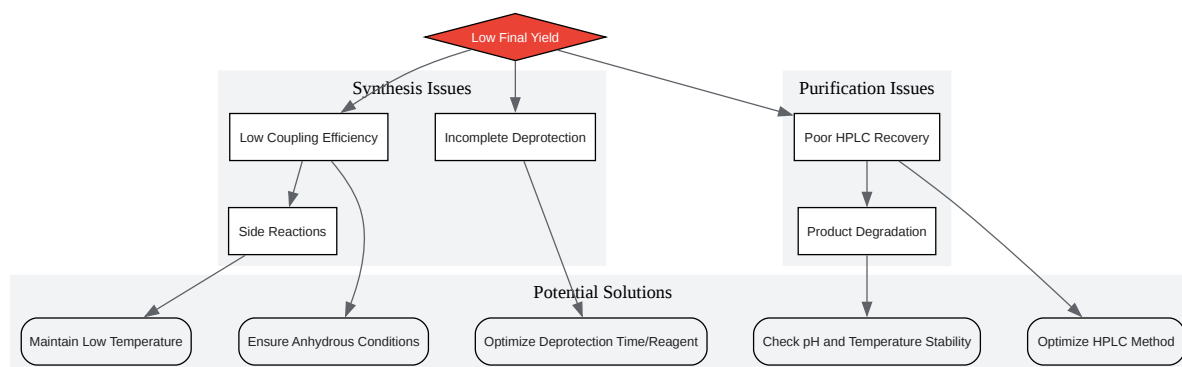 Low Final Yield
Synthesis Issues
Purification Issues
Low Coupling Efficiency
Incomplete Deprotection
Poor HPLC Recovery
Side Reactions
Product Degradation
Potential Solutions
Maintain Low Temperature
Ensure Anhydrous Conditions
Optimize Deprotection Time/Reagent
Check pH and Temperature Stability
Optimize HPLC Method